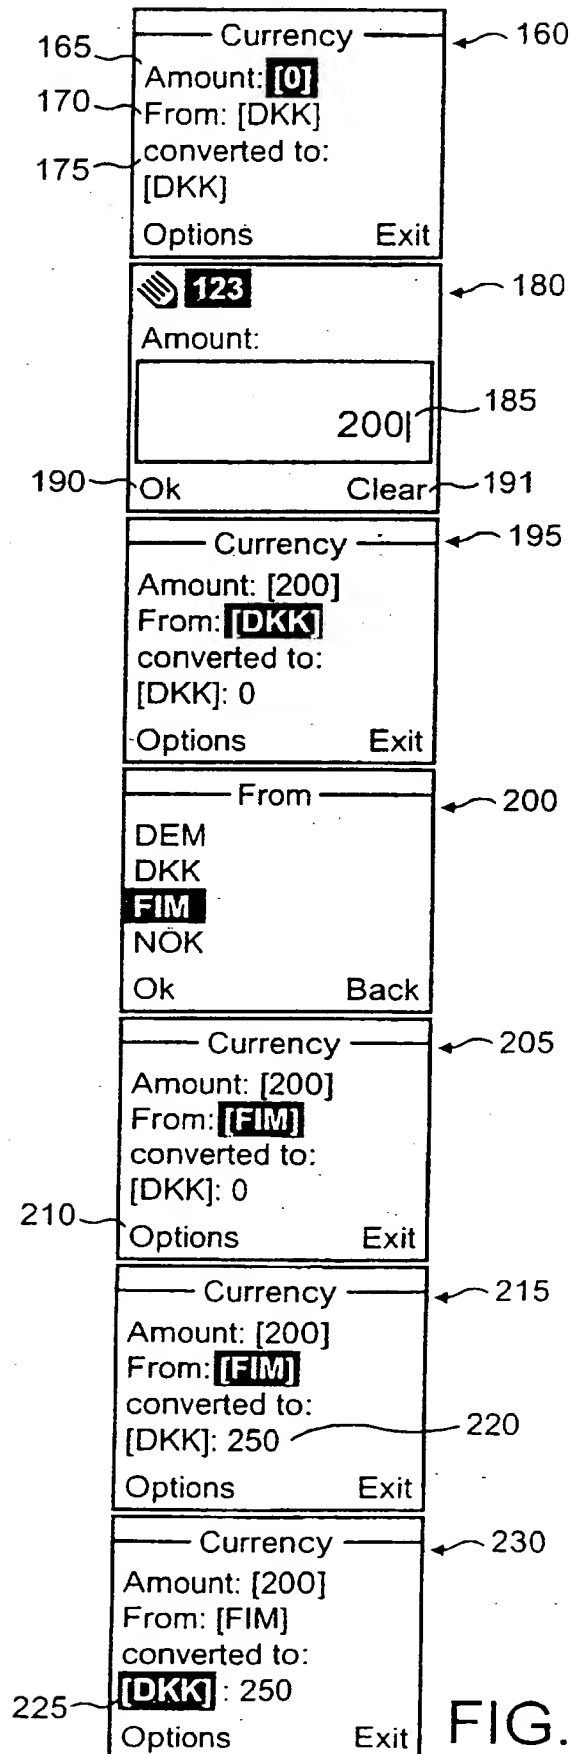 Currency 160
165 Amount: [0]
170 From: [DKK]
175 converted to:
[DKK]
Options Exit
123 180
Amount:
200 185
190 Ok Clear 191
Currency 195
Amount: [200]
From: [DKK]
converted to:
[DKK]: 0
Options Exit
From 200
DEM
DKK
FIM
NOK
Ok Back
Currency 205
Amount: [200]
From: [FIM]
converted to:
[DKK]: 0
210 Options Exit
Currency 215
Amount: [200]
From: [FIM]
converted to:
[DKK]: 250 220
Options Exit
Currency 230
Amount: [200]
From: [FIM]
converted to:
225 [DKK] : 250
Options Exit
FIG.